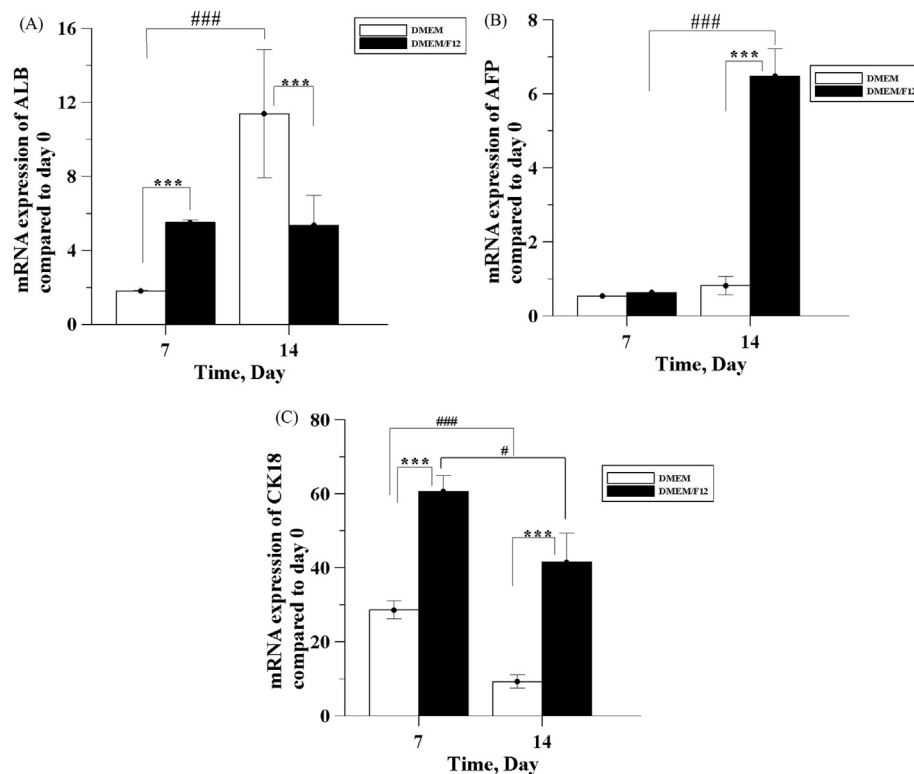 (A)
###
16
DMEM
DMEM/F12
***
12
8
***
4
0
mRNA expression of ALB
compared to day 0
7
14
Time, Day
(B)
###
8
***
DMEM
DMEM/F12
6
4
2
0
mRNA expression of AFP
compared to day 0
7
14
Time, Day
(C)
80
###
#
***
DMEM
DMEM/F12
60
***
40
20
0
mRNA expression of CK18
compared to day 0
7
14
Time, Day